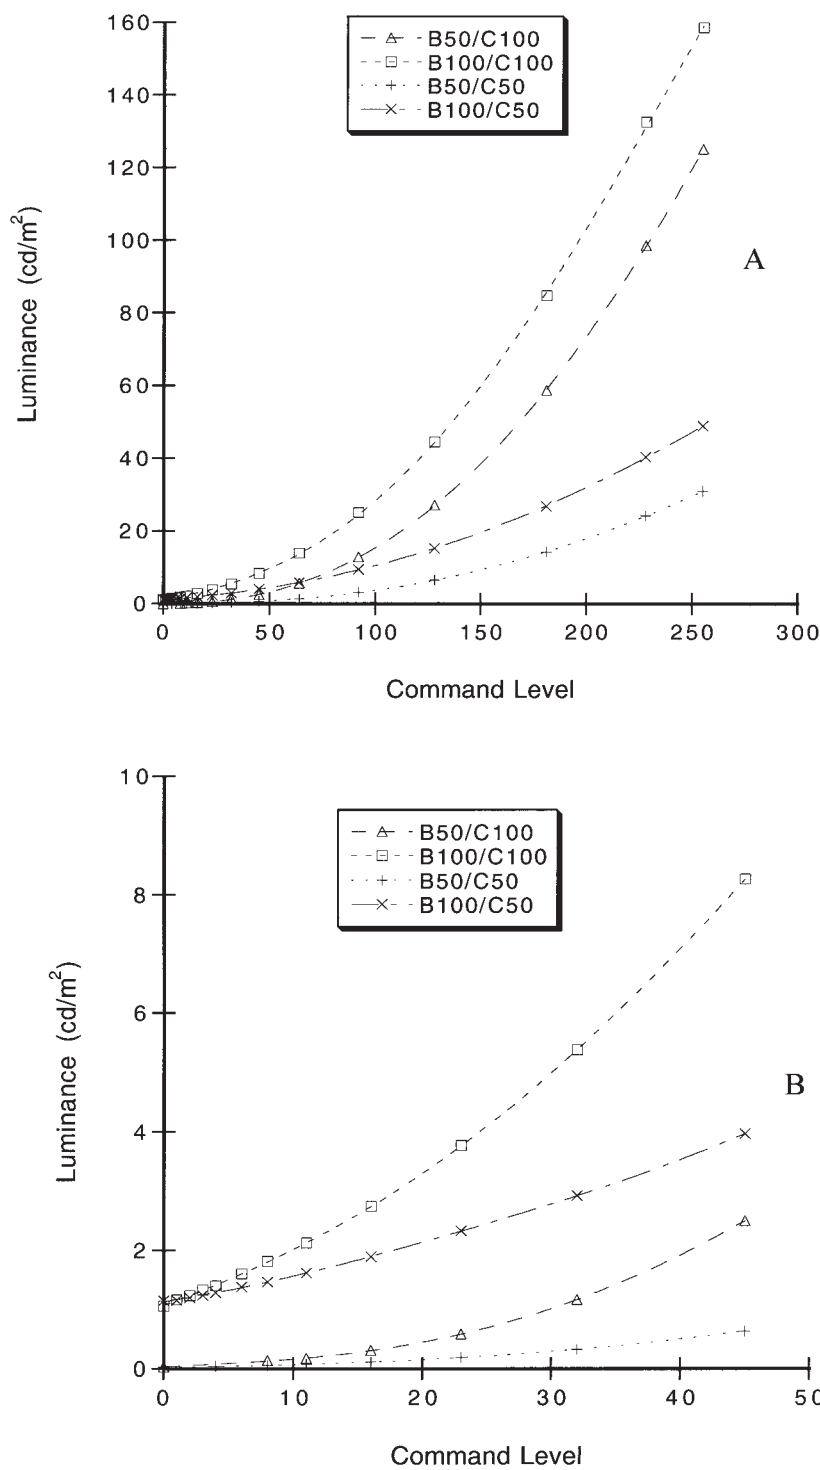 160
140
120
100
80
60
40
20
0
Luminance (cd/m²)
B50/C100
B100/C100
B50/C50
B100/C50
A
0 50 100 150 200 250 300
Command Level
10
8
6
4
2
0
Luminance (cd/m²)
B50/C100
B100/C100
B50/C50
B100/C50
B
0 10 20 30 40 50
Command Level